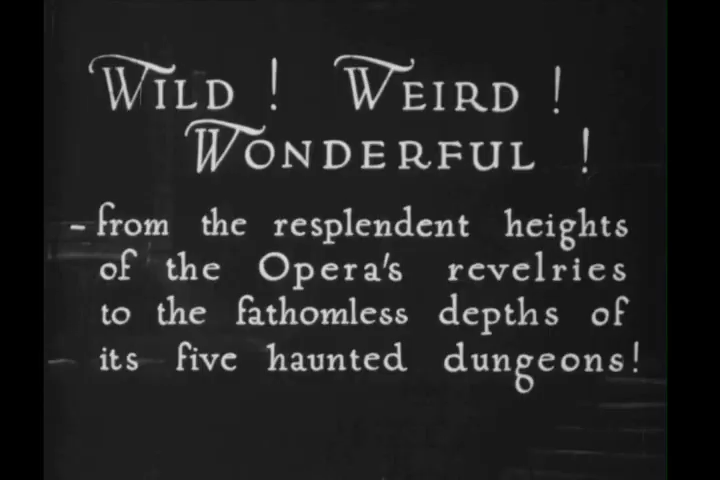 WILD ! WEIRD !
WONDERFUL !
- from the resplendent heights
of the Opera's revelries
to the fathomless depths of
its five haunted dungeons!